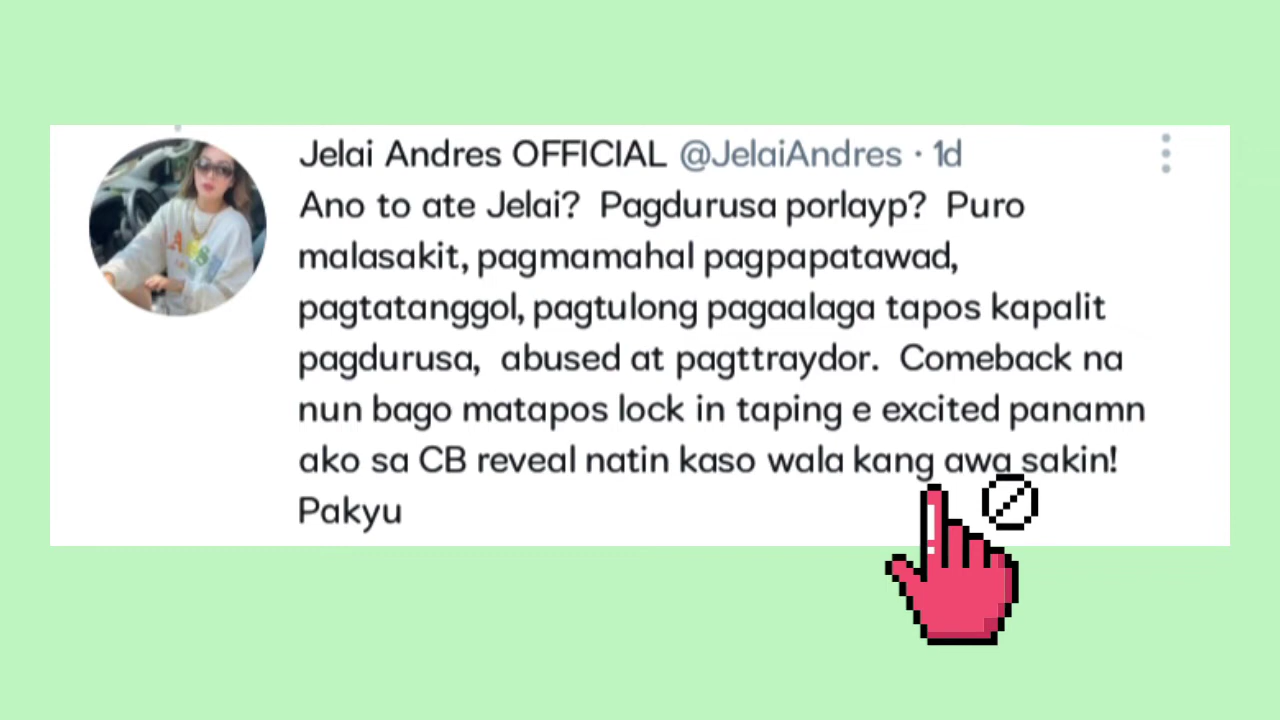 Jelai Andres OFFICIAL @JelaiAndres · 1d
Ano to ate Jelai? Pagdurusa porlayp? Puro
malasakit, pagmamahal pagpapatawad,
pagtatanggol, pagtulong pagaalaga tapos kapalit
pagdurusa, abused at pagttraydor. Comeback na
nun bago matapos lock in taping e excited panamn
ako sa CB reveal natin kaso wala kang awa sakin!
Pakyu